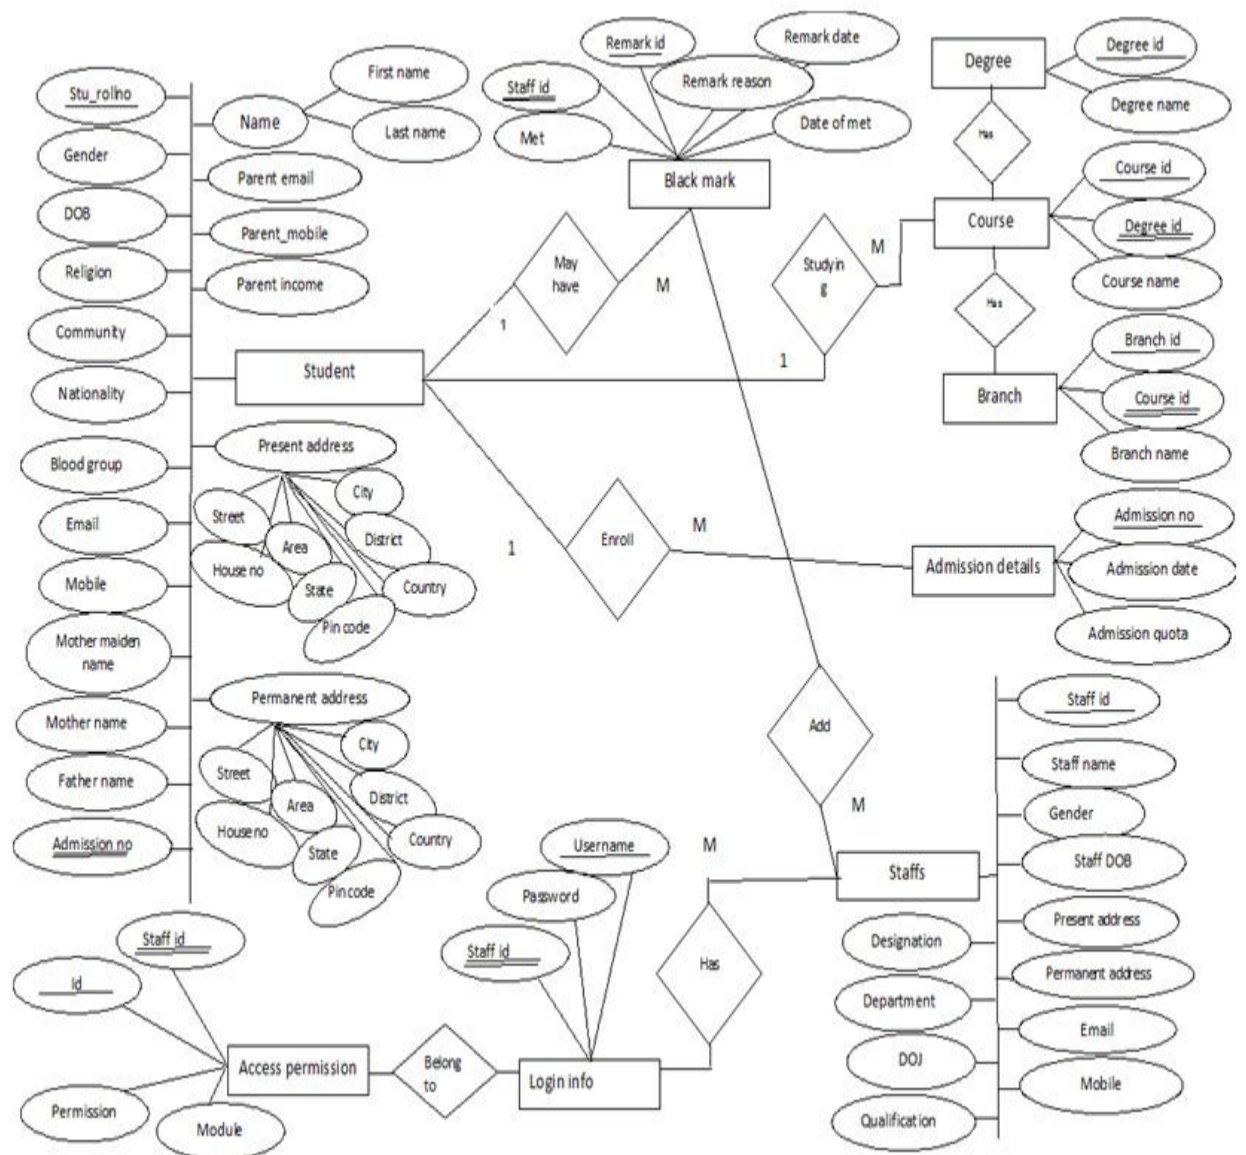 Stu_rollno
Gender
DOB
Religion
Community
Nationality
Blood group
Email
Mobile
Mother maiden
name
Mother name
Father name
Admission no
Name
First name
Last name
Parent email
Parent_mobile
Parent income
Student
Present address
Street
House no
Area
State
Pin code
City
District
Country
Permanent address
Street
House no
Area
State
Pin code
City
District
Country
Remark id
Remark date
Staff id
Remark reason
Met
Date of met
Black mark
May
have
1
M
Studyin
g
1
M
Enroll
1
M
Degree
Degree id
Degree name
Has
Course
Course id
Degree id
Course name
Has
Branch
Branch id
Course id
Branch name
Admission details
Admission no
Admission date
Admission quota
Add
M
Staffs
Staff id
Staff name
Gender
Staff DOB
Present address
Permanent address
Email
Mobile
Designation
Department
DOJ
Qualification
M
Has
Username
Password
Staff id
Login info
Belong
to
Access permission
Staff id
Id
Permission
Module